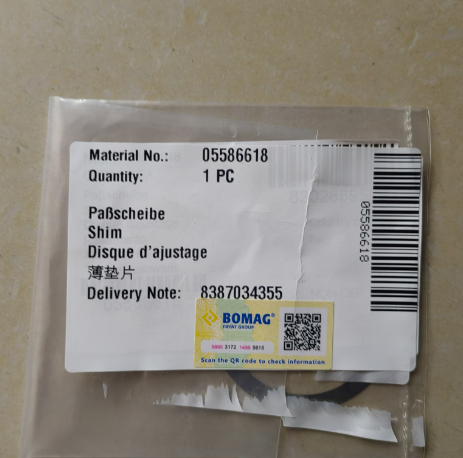 Material No.: 05586618
Quantity: 1 PC
Paßscheibe
Shim
Disque d'ajustage
薄垫片
Delivery Note: 8387034355
05586618
BOMAG®
FAYAT GROUP
Scan the QR code to check information